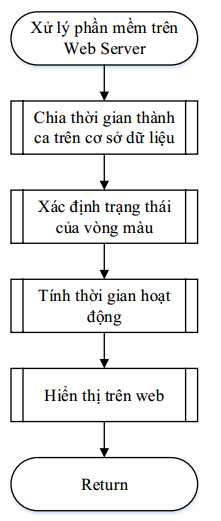 Xử lý phần mềm trên
Web Server
Chia thời gian thành
ca trên cơ sở dữ liệu
Xác định trạng thái
của vòng màu
Tính thời gian hoạt
động
Hiển thị trên web
Return